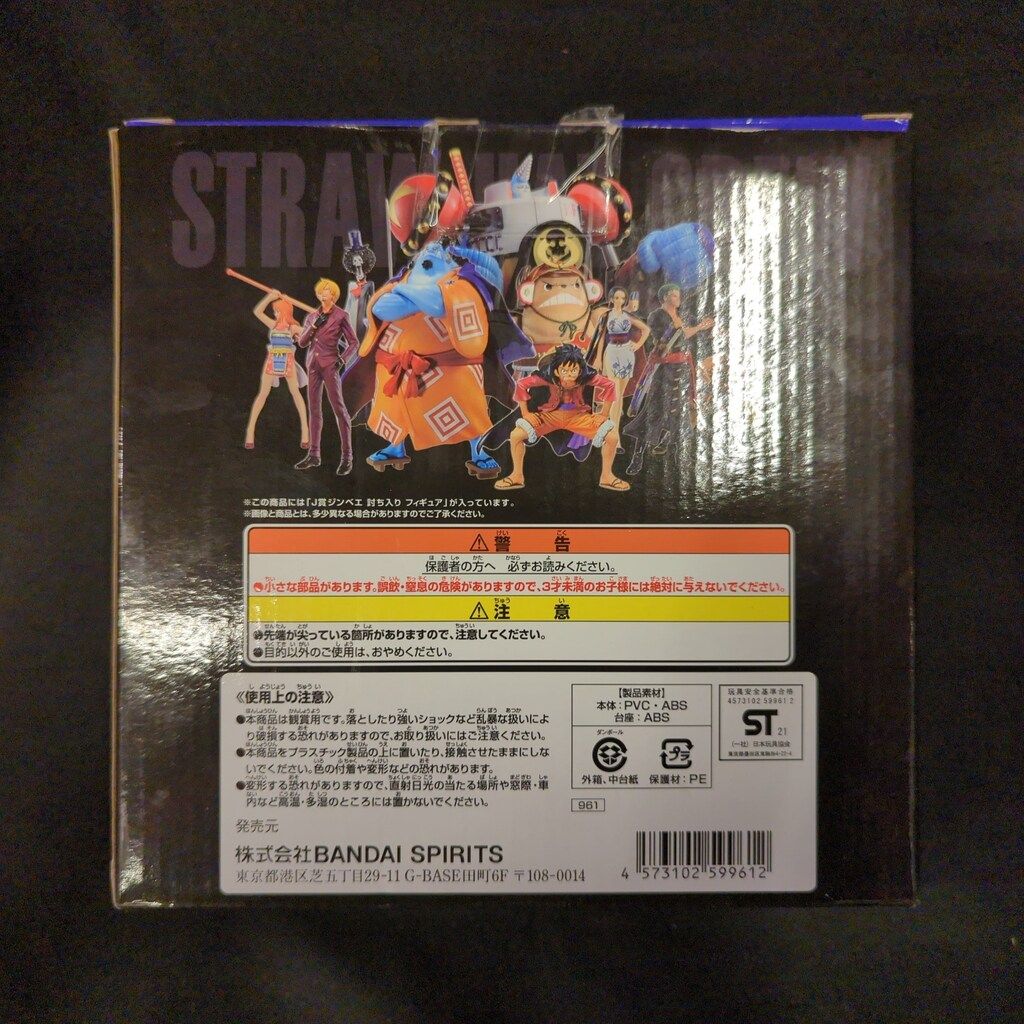 STRAW
※この商品には「J賞ジンベエ 討ち入り フィギュア」が入っています。
※画像と商品とは、多少異なる場合がありますのでご了承ください。
⚠警告
保護者の方へ 必ずお読みください。
●小さな部品があります。誤飲・窒息の危険がありますので、3才未満のお子様には絶対に与えないでください。
⚠注意
●先端が尖っている箇所がありますので、注意してください。
●目的以外のご使用は、おやめください。
《使用上の注意》
●本商品は観賞用です。落としたり強いショックなど乱暴な扱いによ
り破損する恐れがありますので、お取り扱いにはご注意ください。
●本商品をプラスチック製品の上に置いたり、接触させたままにしな
いでください。色の付着や変形などの恐れがあります。
●変形する恐れがありますので、直射日光の当たる場所や窓際・車
内など高温・多湿のところには置かないでください。
発売元
株式会社BANDAI SPIRITS
東京都港区芝五丁目29-11 G-BASE田町6F 〒108-0014
【製品素材】
本体:PVC・ABS
台座:ABS
ダンボール
プラ
外箱、中台紙 保護材:PE
961
玩具安全基準合格
4573102 59961 2
ST 21
(一社)日本玩具協会
4 573102 599612